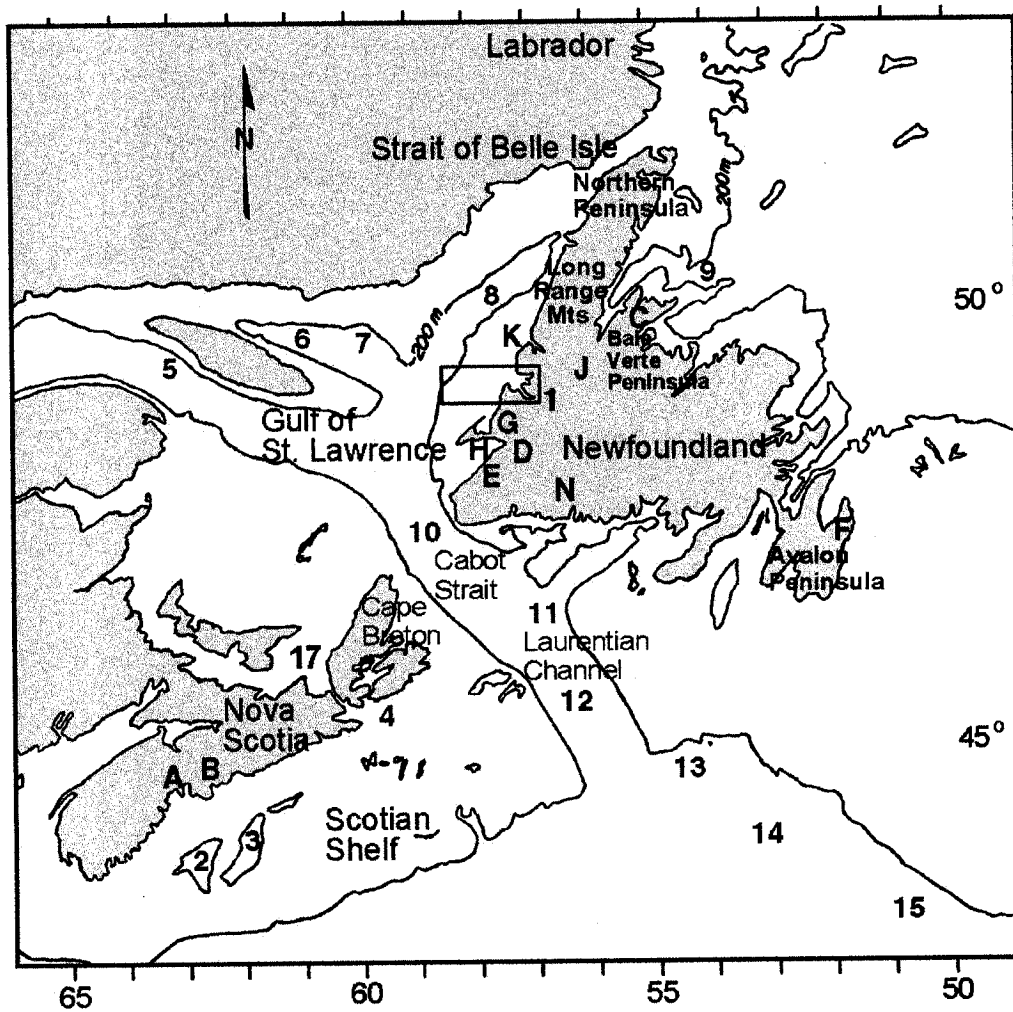 Labrador
N
Strait of Belle Isle
Northern
Peninsula
200m
Long
Range
Mts
9
8
50°
C
200 m
6
7
K
Baie
Verte
Peninsula
5
J
1
Gulf of
St. Lawrence
G
H
D
Newfoundland
E
N
10
F
Cabot
Strait
Avalon
Peninsula
Cape
Breton
11
Laurentian
Channel
17
12
4
Nova
Scotia
45°
A
B
13
Scotian
Shelf
14
3
2
15
65
60
55
50